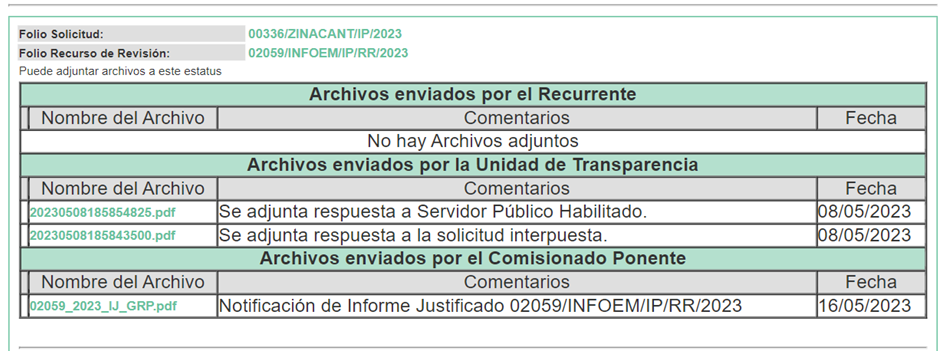 Folio Solicitud: 00336/ZINACANT/IP/2023
Folio Recurso de Revisión: 02059/INFOEM/IP/RR/2023
Puede adjuntar archivos a este estatus
Archivos enviados por el Recurrente
Nombre del Archivo Comentarios Fecha
No hay Archivos adjuntos
Archivos enviados por la Unidad de Transparencia
Nombre del Archivo Comentarios Fecha
20230508185854825.pdf Se adjunta respuesta a Servidor Público Habilitado. 08/05/2023
20230508185843500.pdf Se adjunta respuesta a la solicitud interpuesta. 08/05/2023
Archivos enviados por el Comisionado Ponente
Nombre del Archivo Comentarios Fecha
02059_2023_IJ_GRP.pdf Notificación de Informe Justificado 02059/INFOEM/IP/RR/2023 16/05/2023